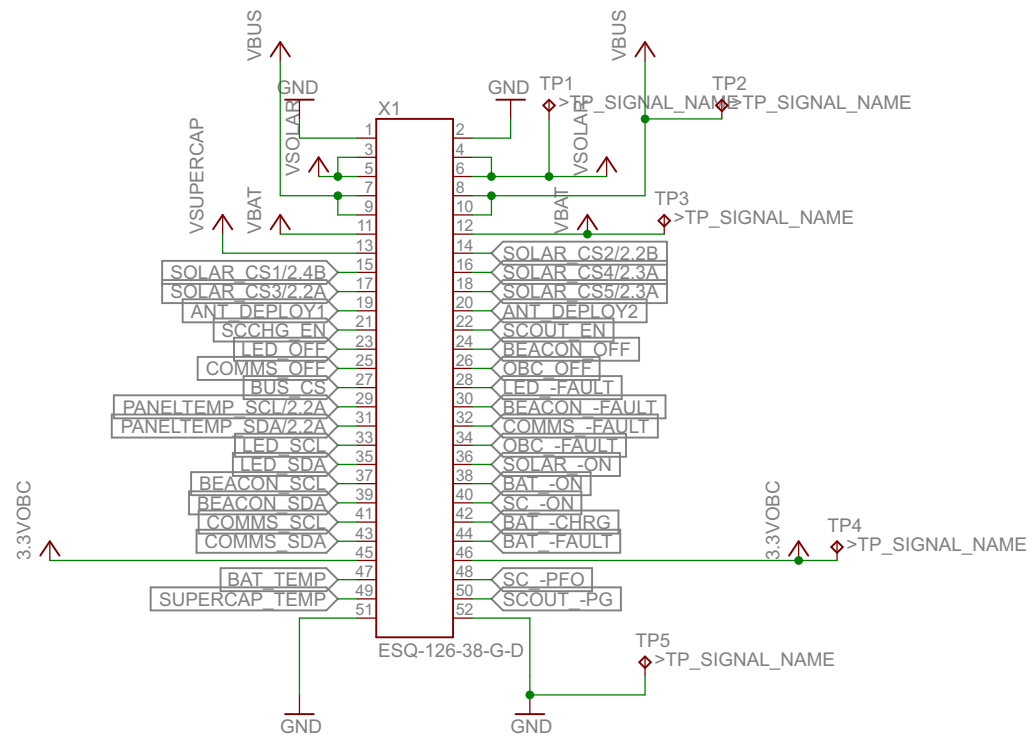 VBUS
VBUS
GND
GND
TP1
>TP_SIGNAL_NAME
TP2
>TP_SIGNAL_NAME
X1
VSOLAR
VSOLAR
1
2
3
4
5
6
7
8
9
10
VSUPERCAP
VBAT
VBAT
TP3
>TP_SIGNAL_NAME
11
12
13
14
SOLAR_CS2/2.2B
SOLAR_CS1/2.4B
15
16
SOLAR_CS4/2.3A
SOLAR_CS3/2.2A
17
18
SOLAR_CS5/2.3A
ANT_DEPLOY1
19
20
ANT_DEPLOY2
SCCHG_EN
21
22
SCOUT_EN
LED_OFF
23
24
BEACON_OFF
COMMS_OFF
25
26
OBC_OFF
BUS_CS
27
28
LED_-FAULT
PANELTEMP_SCL/2.2A
29
30
BEACON_-FAULT
PANELTEMP_SDA/2.2A
31
32
COMMS_-FAULT
LED_SCL
33
34
OBC_-FAULT
LED_SDA
35
36
SOLAR_-ON
BEACON_SCL
37
38
BAT_-ON
BEACON_SDA
39
40
SC_-ON
COMMS_SCL
41
42
BAT_-CHRG
COMMS_SDA
43
44
BAT_-FAULT
3.3VOBC
45
46
3.3VOBC
TP4
>TP_SIGNAL_NAME
BAT_TEMP
47
48
SC_-PFO
SUPERCAP_TEMP
49
50
SCOUT_-PG
51
52
ESQ-126-38-G-D
TP5
>TP_SIGNAL_NAME
GND
GND